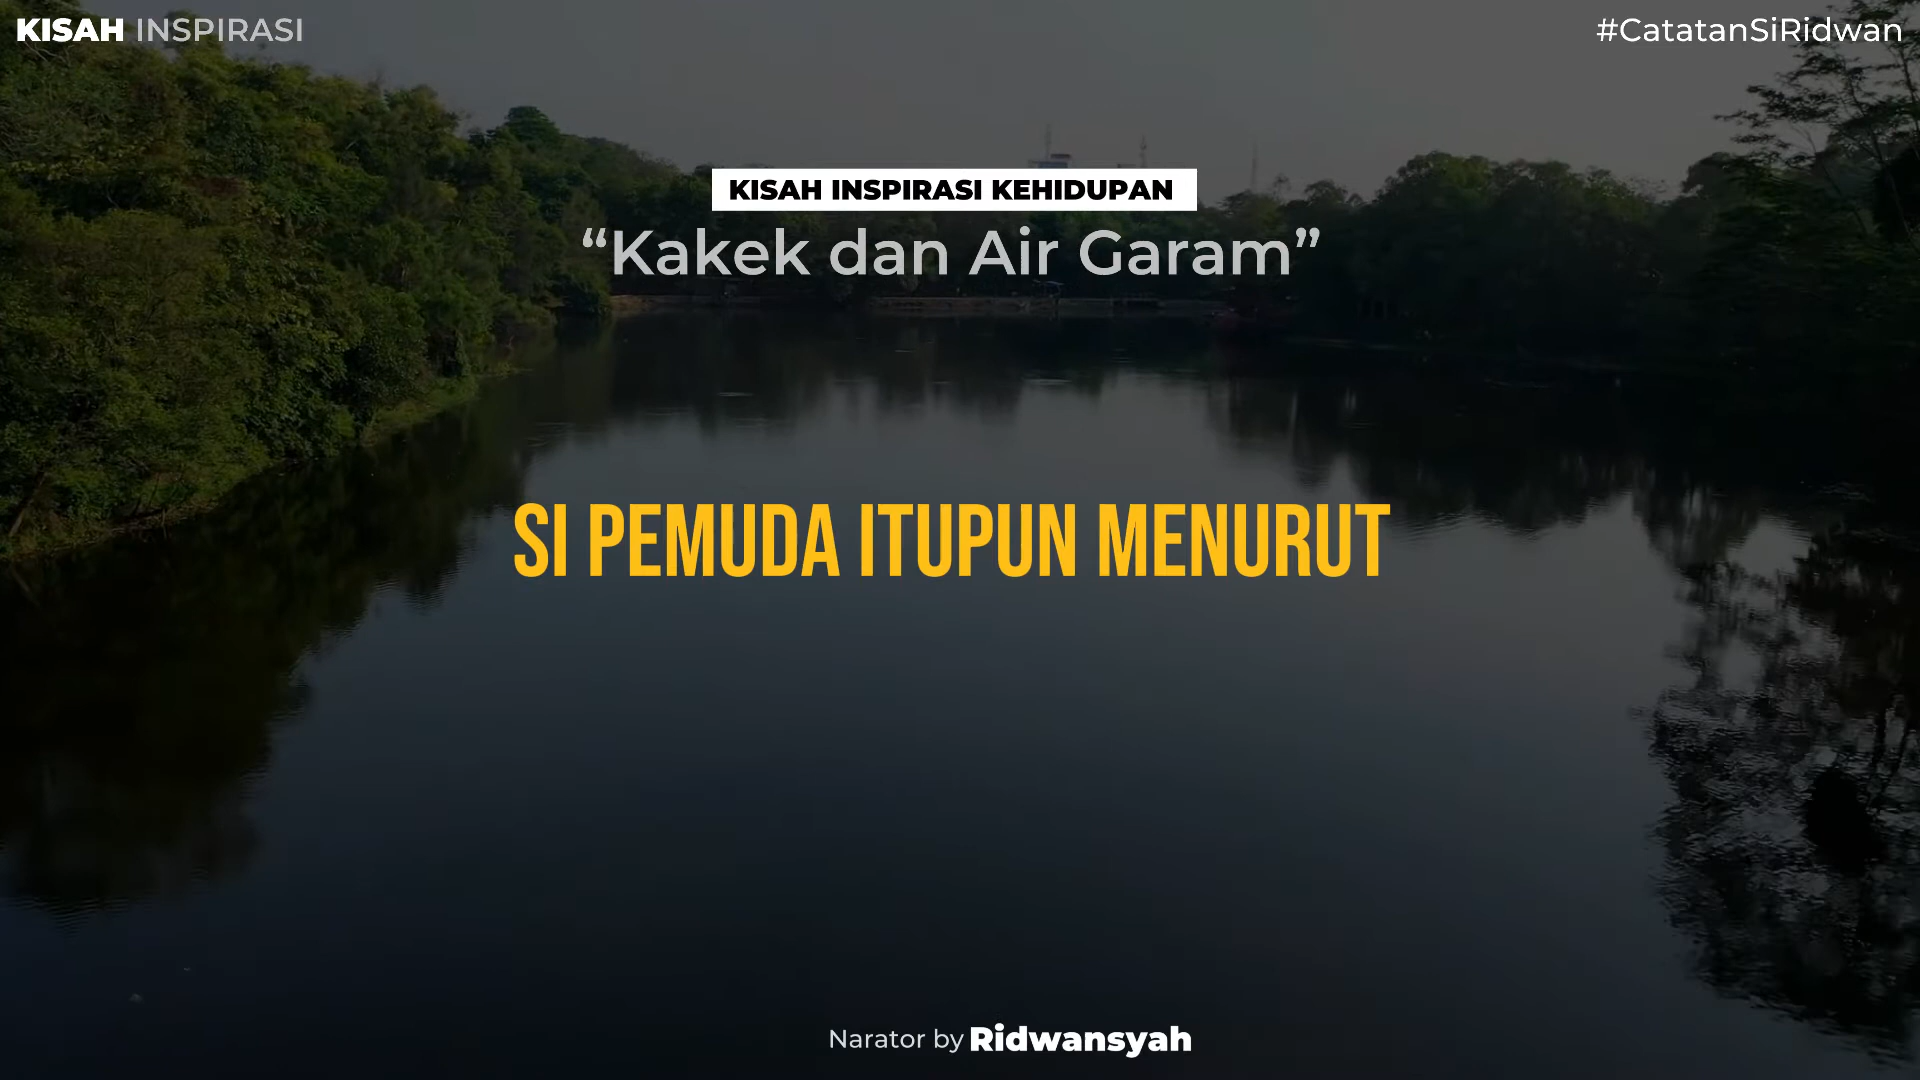 KISAH INSPIRASI
#CatatanSiRidwan
KISAH INSPIRASI KEHIDUPAN
“Kakek dan Air Garam”
SI PEMUDA ITUPUN MENURUT
Narator by Ridwansyah